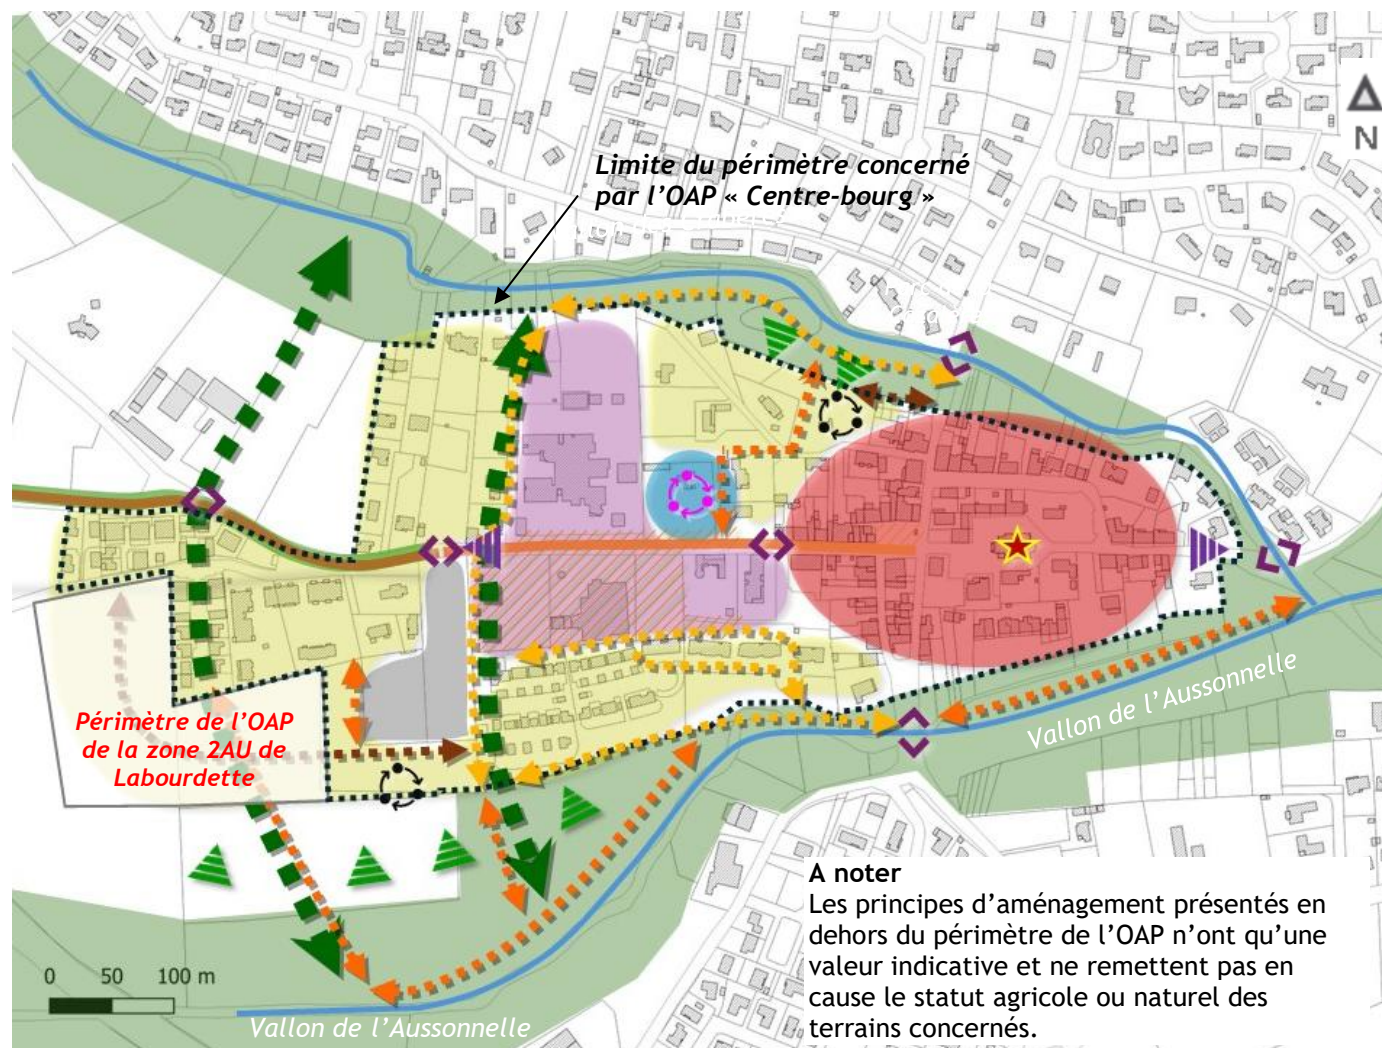 N
Limite du périmètre concerné
par l’OAP « Centre-bourg »
Périmètre de l’OAP
de la zone 2AU de
Labourdette
Vallon de l’Aussonnelle
A noter
Les principes d’aménagement présentés en
dehors du périmètre de l’OAP n’ont qu’une
valeur indicative et ne remettent pas en
cause le statut agricole ou naturel des
terrains concernés.
0 50 100 m
Vallon de l’Aussonnelle